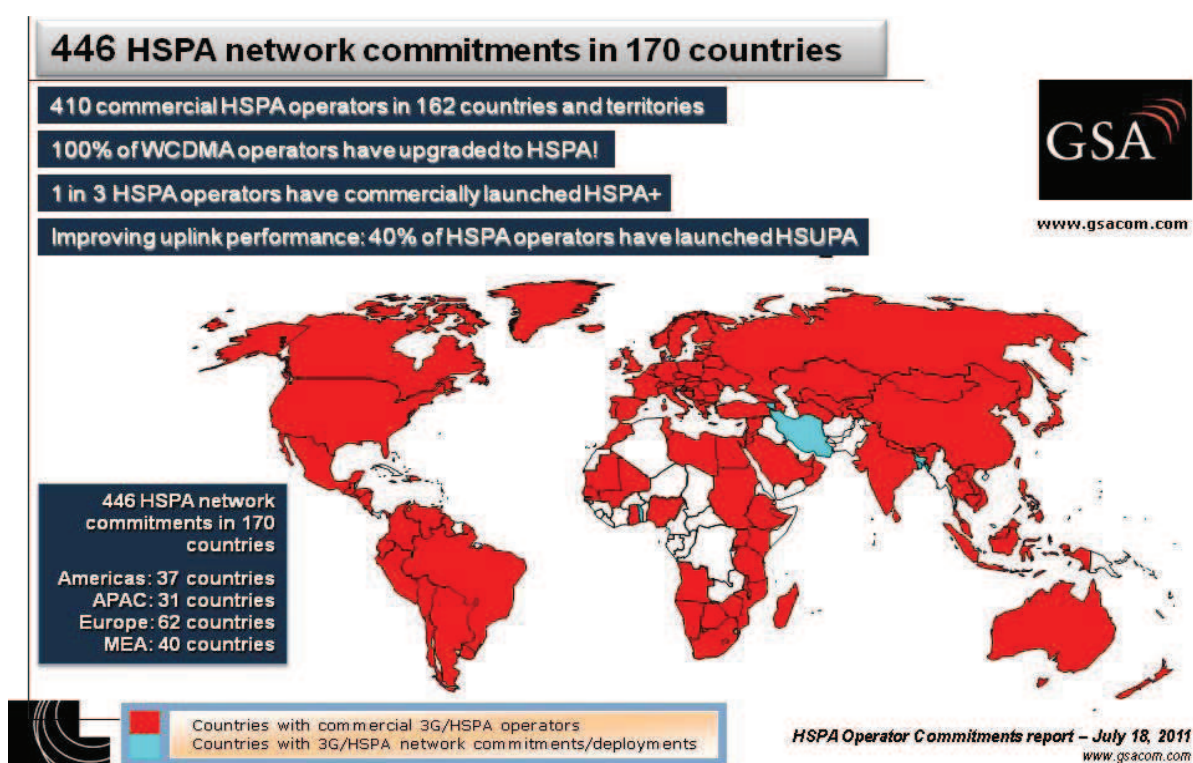 446 HSPA network commitments in 170 countries
410 commercial HSPA operators in 162 countries and territories
100% of WCDMA operators have upgraded to HSPA!
1 in 3 HSPA operators have commercially launched HSPA+
Improving uplink performance: 40% of HSPA operators have launched HSUPA
GSA
www.gsacom.com
446 HSPA network
commitments in 170
countries
Americas: 37 countries
APAC: 31 countries
Europe: 62 countries
MEA: 40 countries
Countries with commercial 3G/HSPA operators
Countries with 3G/HSPA network commitments/deployments
HSPA Operator Commitments report – July 18, 2011
www.gsacom.com